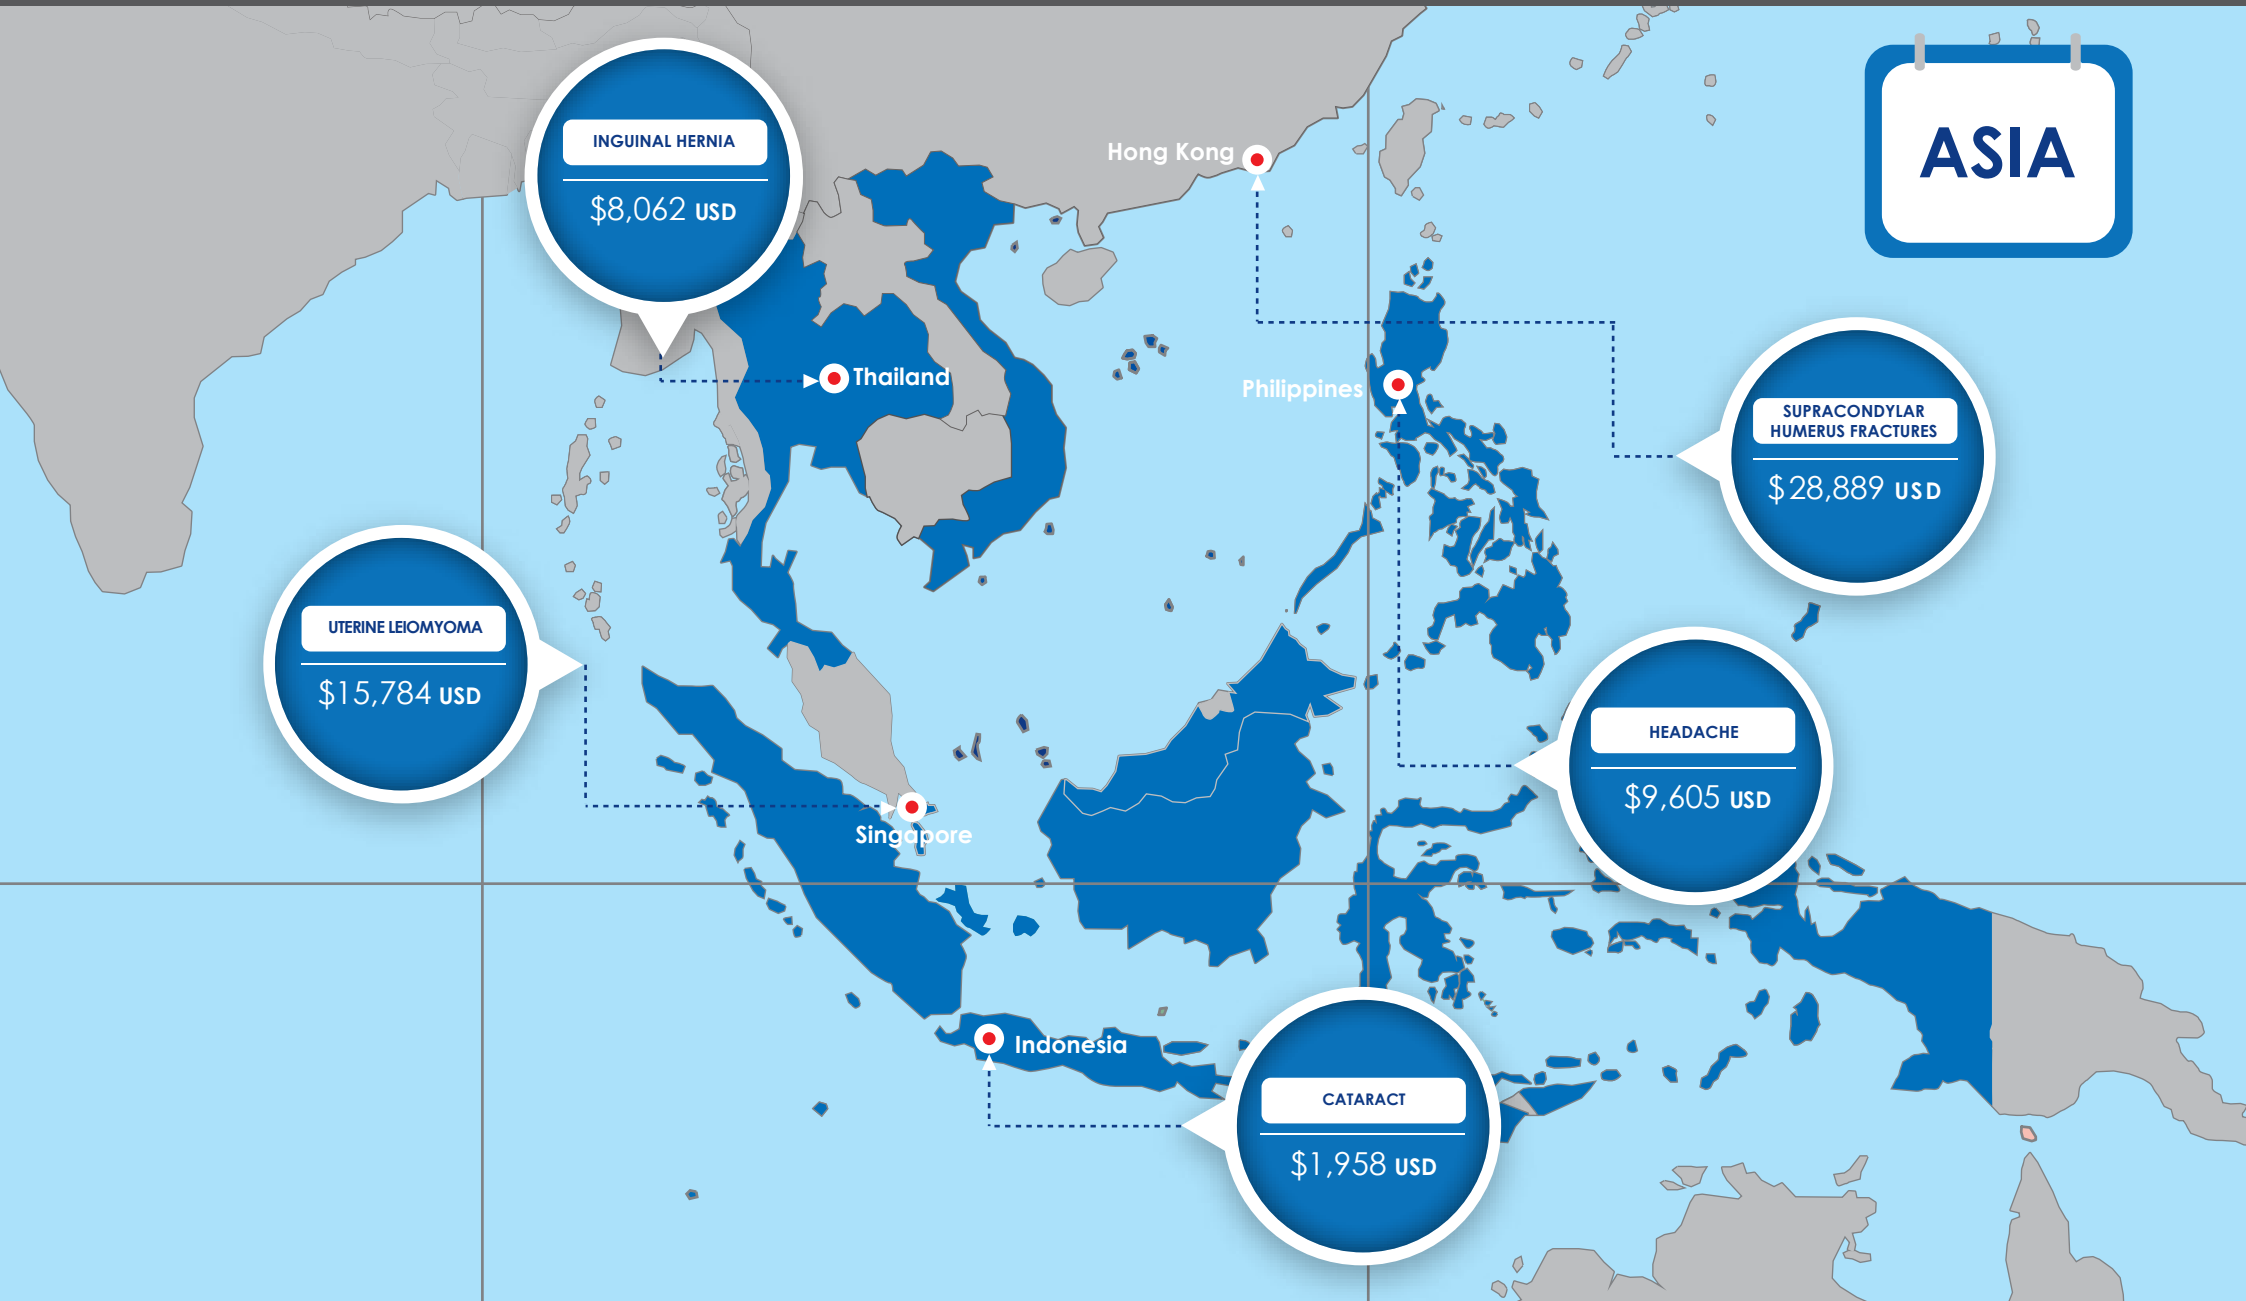 ASIA
INGUINAL HERNIA
$8,062 USD
Hong Kong
Thailand
Philippines
SUPRACONDYLAR
HUMERUS FRACTURES
$28,889 USD
UTERINE LEIOMYOMA
$15,784 USD
HEADACHE
$9,605 USD
Singapore
Indonesia
CATARACT
$1,958 USD